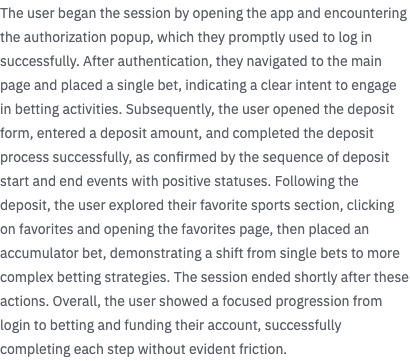 The user began the session by opening the app and encountering
the authorization popup, which they promptly used to log in
successfully. After authentication, they navigated to the main
page and placed a single bet, indicating a clear intent to engage
in betting activities. Subsequently, the user opened the deposit
form, entered a deposit amount, and completed the deposit
process successfully, as confirmed by the sequence of deposit
start and end events with positive statuses. Following the
deposit, the user explored their favorite sports section, clicking
on favorites and opening the favorites page, then placed an
accumulator bet, demonstrating a shift from single bets to more
complex betting strategies. The session ended shortly after these
actions. Overall, the user showed a focused progression from
login to betting and funding their account, successfully
completing each step without evident friction.